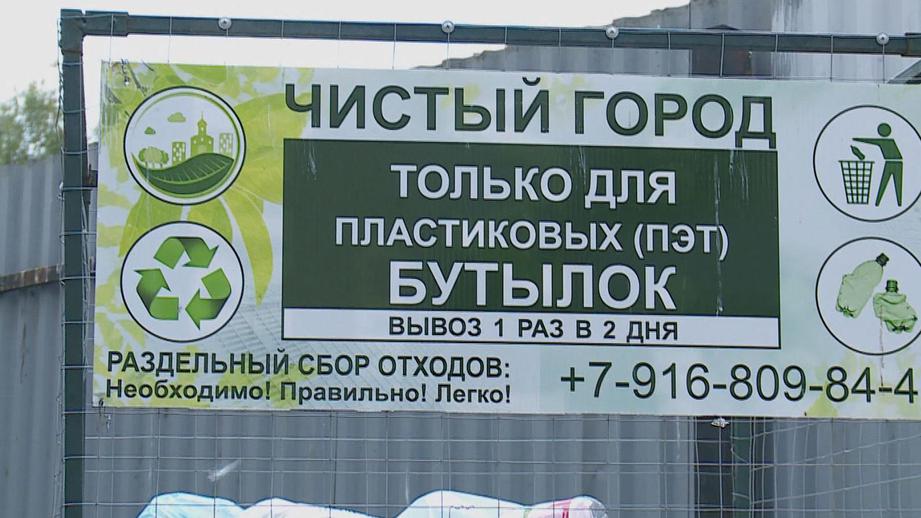 ЧИСТЫЙ ГОРОД
ТОЛЬКО ДЛЯ
ПЛАСТИКОВЫХ (ПЭТ)
БУТЫЛОК
ВЫВОЗ 1 РАЗ В 2 ДНЯ
РАЗДЕЛЬНЫЙ СБОР ОТХОДОВ:
Необходимо! Правильно! Легко!
+7-916-809-84-4